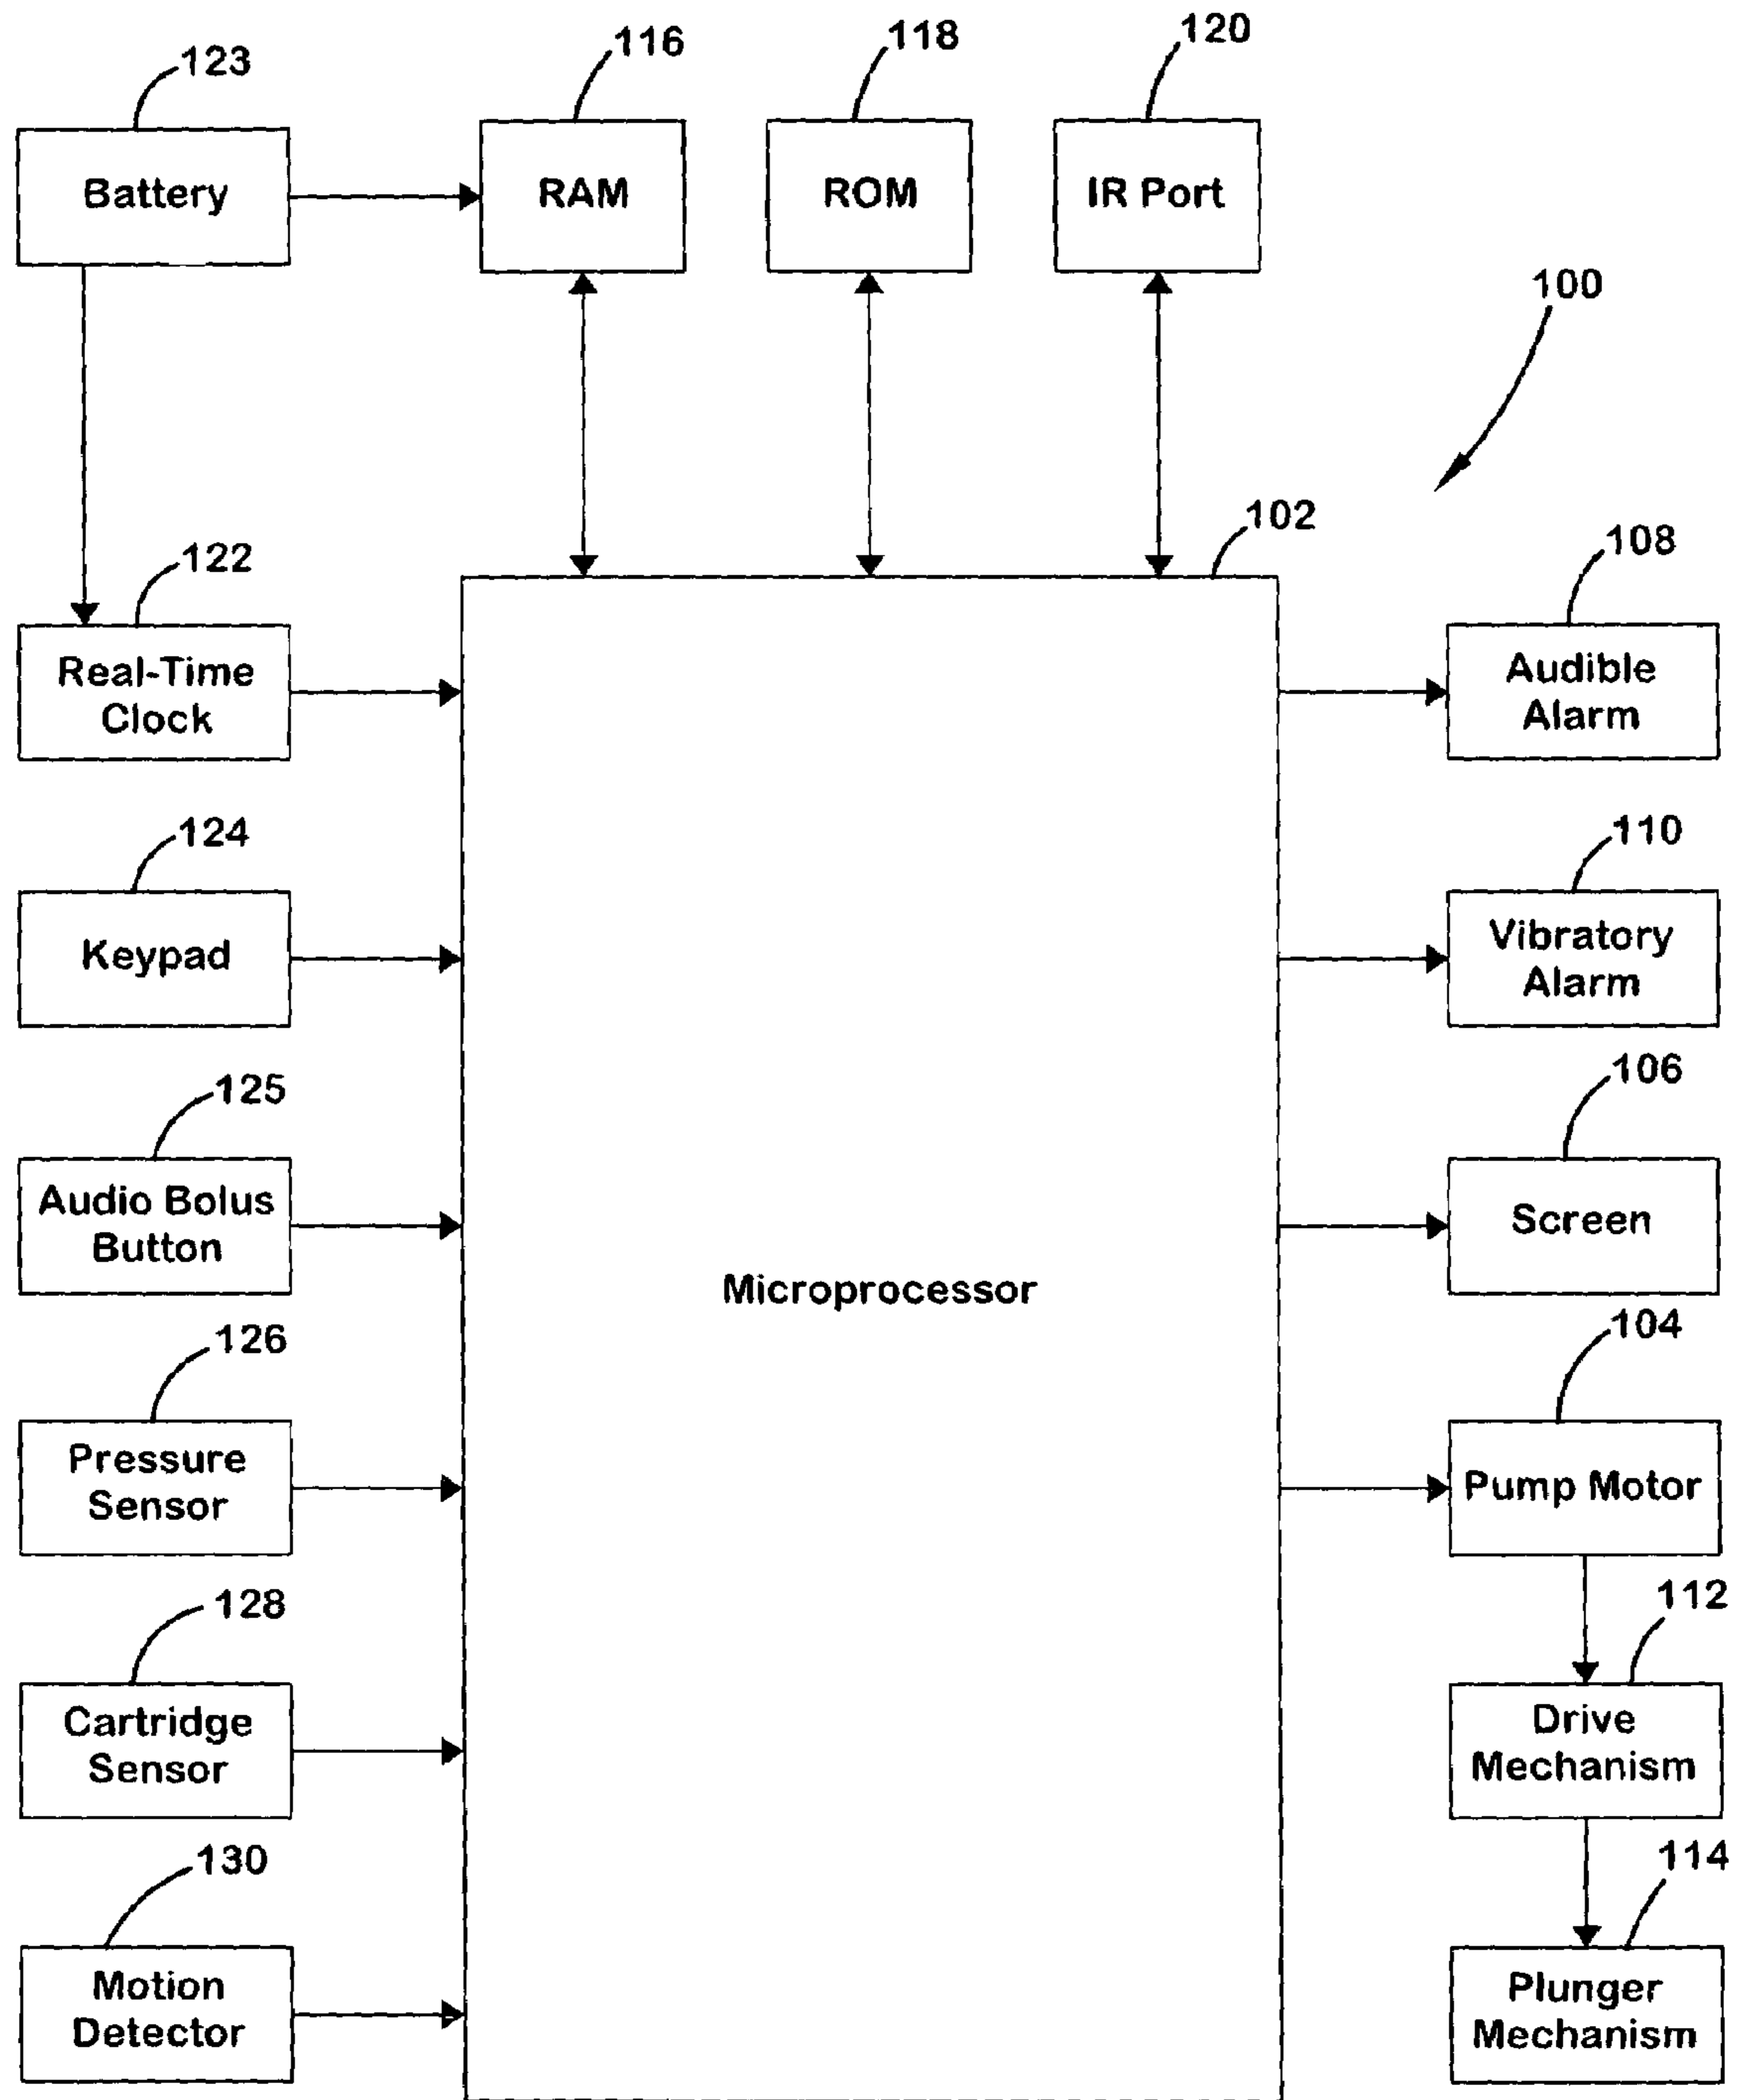 123
116
118
120
Battery
RAM
ROM
IR Port
100
102
122
108
Real-Time
Clock
Audible
Alarm
124
110
Keypad
Vibratory
Alarm
125
106
Audio Bolus
Button
Screen
Microprocessor
126
104
Pressure
Sensor
Pump Motor
128
112
Cartridge
Sensor
Drive
Mechanism
130
114
Motion
Detector
Plunger
Mechanism